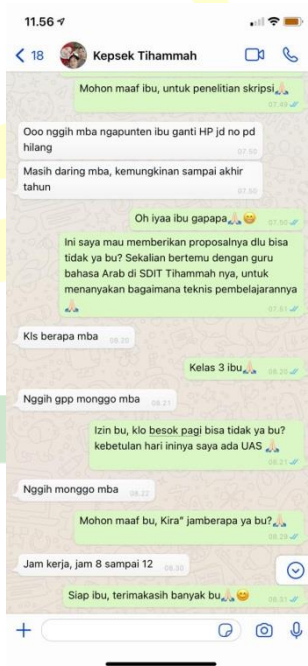 11.56
18 Kepsek Tihammah
Mohon maaf ibu, untuk penelitian skripsi🙏🏻
07.49
Ooo nggih mba ngapunten ibu ganti HP jd no pd
hilang
07.50
Masih daring mba, kemungkinan sampai akhir
tahun
07.50
Oh iyaa ibu gapapa🙏🏻😊
07.50
Ini saya mau memberikan proposalnya dlu bisa
tidak ya bu? Sekalian bertemu dengan guru
bahasa Arab di SDIT Tihammah nya, untuk
menanyakan bagaimana teknis pembelajarannya
🙏🏻
07.51
Kls berapa mba
08.20
Kelas 3 ibu🙏🏻
08.20
Nggih gpp monggo mba
08.21
Izin bu, klo besok pagi bisa tidak ya bu?
kebetulan hari ininya saya ada UAS 🙏🏻
08.21
Nggih monggo mba
08.22
Mohon maaf bu, Kira" jamberapa ya bu?🙏🏻
08.29
Jam kerja, jam 8 sampai 12
08.30
Siap ibu, terimakasih banyak bu🙏🏻😊
08.31